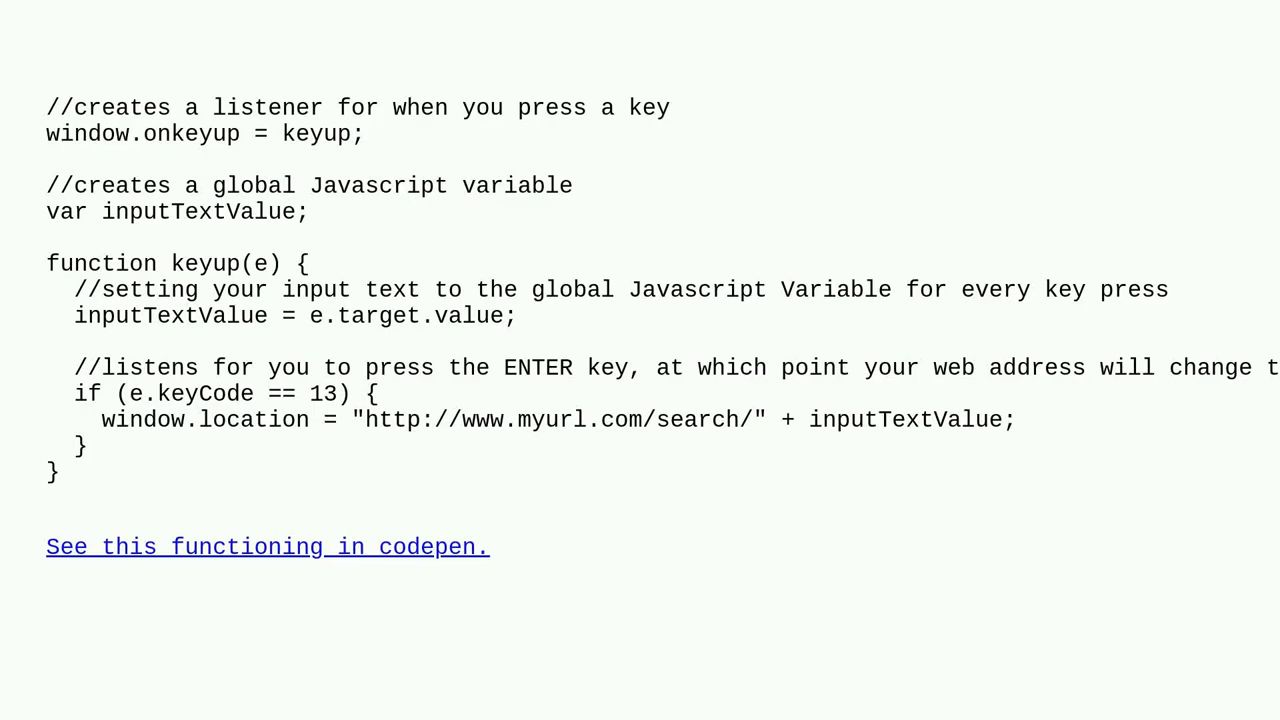 //creates a listener for when you press a key
window.onkeyup = keyup;
//creates a global Javascript variable
var inputTextValue;
function keyup(e) {
//setting your input text to the global Javascript Variable for every key press
inputTextValue = e.target.value;
//listens for you to press the ENTER key, at which point your web address will change t
if (e.keyCode == 13) {
window.location = "http://www.myurl.com/search/" + inputTextValue;
}
}
See this functioning in codepen.